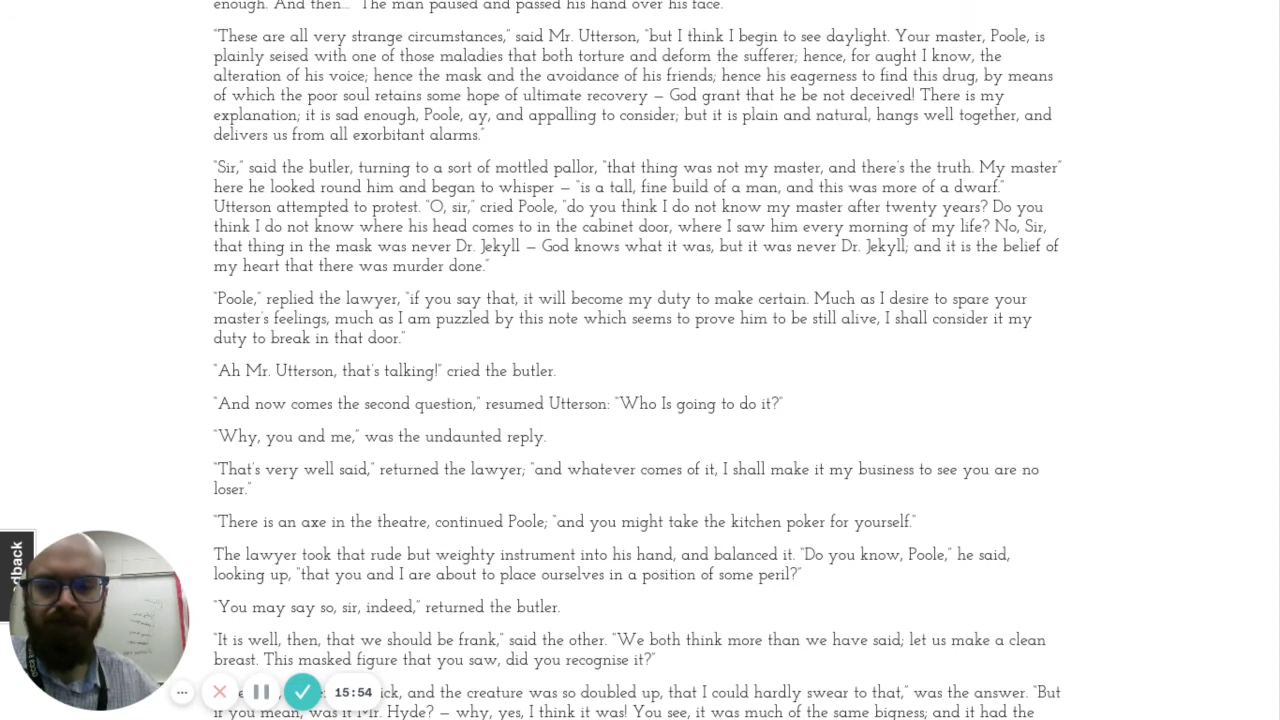 enough. And then..." The man paused and passed his hand over his face.
"These are all very strange circumstances," said Mr. Utterson, "but I think I begin to see daylight. Your master, Poole, is
plainly seised with one of those maladies that both torture and deform the sufferer; hence, for aught I know, the
alteration of his voice; hence the mask and the avoidance of his friends; hence his eagerness to find this drug, by means
of which the poor soul retains some hope of ultimate recovery — God grant that he be not deceived! There is my
explanation; it is sad enough, Poole, ay, and appalling to consider; but it is plain and natural, hangs well together, and
delivers us from all exorbitant alarms."
"Sir," said the butler, turning to a sort of mottled pallor, "that thing was not my master, and there's the truth. My master"
here he looked round him and began to whisper — "is a tall, fine build of a man, and this was more of a dwarf."
Utterson attempted to protest. "O, sir," cried Poole, "do you think I do not know my master after twenty years? Do you
think I do not know where his head comes to in the cabinet door, where I saw him every morning of my life? No, Sir,
that thing in the mask was never Dr. Jekyll — God knows what it was, but it was never Dr. Jekyll; and it is the belief of
my heart that there was murder done."
"Poole," replied the lawyer, "if you say that, it will become my duty to make certain. Much as I desire to spare your
master's feelings, much as I am puzzled by this note which seems to prove him to be still alive, I shall consider it my
duty to break in that door."
"Ah Mr. Utterson, that's talking!" cried the butler.
"And now comes the second question," resumed Utterson: "Who Is going to do it?"
"Why, you and me," was the undaunted reply.
"That's very well said," returned the lawyer; "and whatever comes of it, I shall make it my business to see you are no
loser."
"There is an axe in the theatre, continued Poole; "and you might take the kitchen poker for yourself."
The lawyer took that rude but weighty instrument into his hand, and balanced it. "Do you know, Poole," he said,
looking up, "that you and I are about to place ourselves in a position of some peril?"
"You may say so, sir, indeed," returned the butler.
"It is well, then, that we should be frank," said the other. "We both think more than we have said; let us make a clean
breast. This masked figure that you saw, did you recognise it?"
ick, and the creature was so doubled up, that I could hardly swear to that," was the answer. "But
if you mean, was it Mr. Hyde? — why, yes, I think it was! You see, it was much of the same bigness; and it had the
dback
15:54